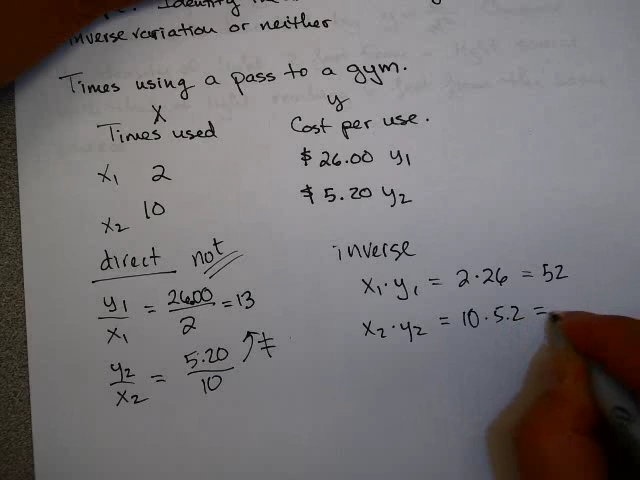 Identify
inverse variation or neither
Times using a pass to a gym.
x y
Times used Cost per use.
x1 2 $26.00 y1
x2 10 $5.20 y2
direct not inverse
y1/x1 = 26.00/2 = 13 x1·y1 = 2·26 = 52
y2/x2 = 5.20/10 ≠ x2·y2 = 10·5.2 =